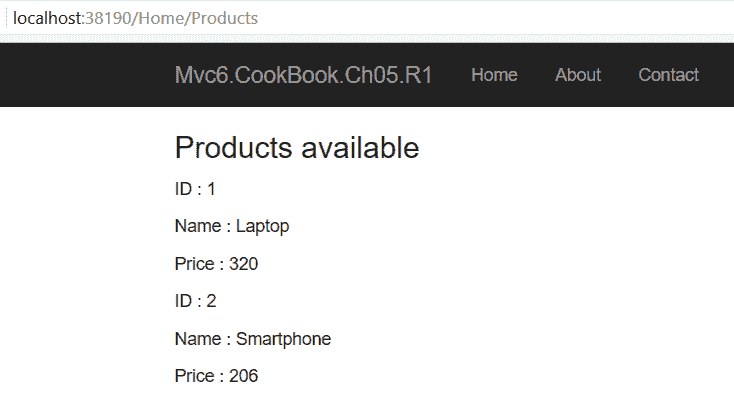 localhost:38190/Home/Products
Mvc6.CookBook.Ch05.R1 Home About Contact
Products available
ID : 1
Name : Laptop
Price : 320
ID : 2
Name : Smartphone
Price : 206